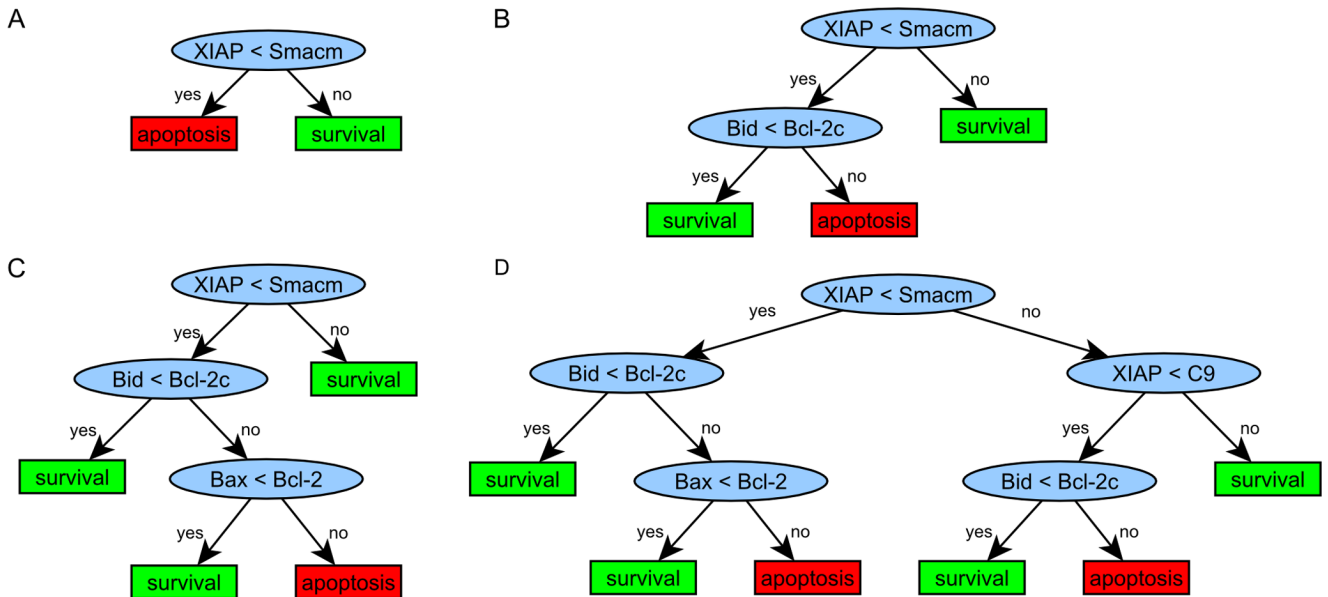 A
XIAP < Smacm
yes
no
apoptosis
survival
B
XIAP < Smacm
yes
no
Bid < Bcl-2c
survival
yes
no
survival
apoptosis
C
XIAP < Smacm
yes
no
Bid < Bcl-2c
survival
yes
no
survival
Bax < Bcl-2
yes
no
survival
apoptosis
D
XIAP < Smacm
yes
no
Bid < Bcl-2c
XIAP < C9
yes
no
yes
no
survival
Bax < Bcl-2
Bid < Bcl-2c
survival
yes
no
yes
no
survival
apoptosis
survival
apoptosis